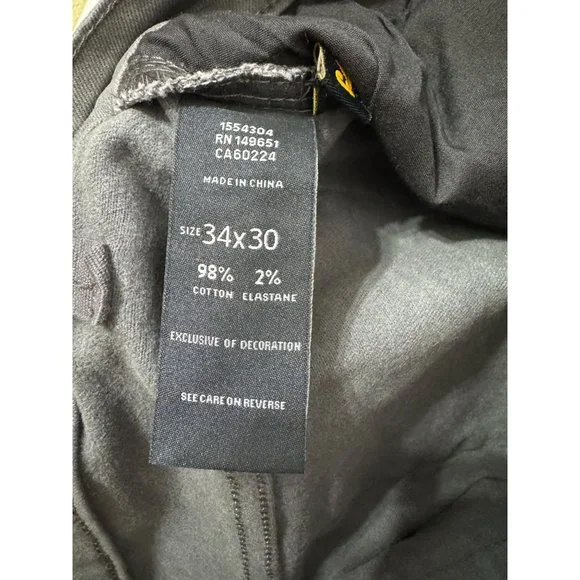 1554304
RN 149651
CA60224
MADE IN CHINA
SIZE 34x30
98% 2%
COTTON ELASTANE
EXCLUSIVE OF DECORATION
SEE CARE ON REVERSE